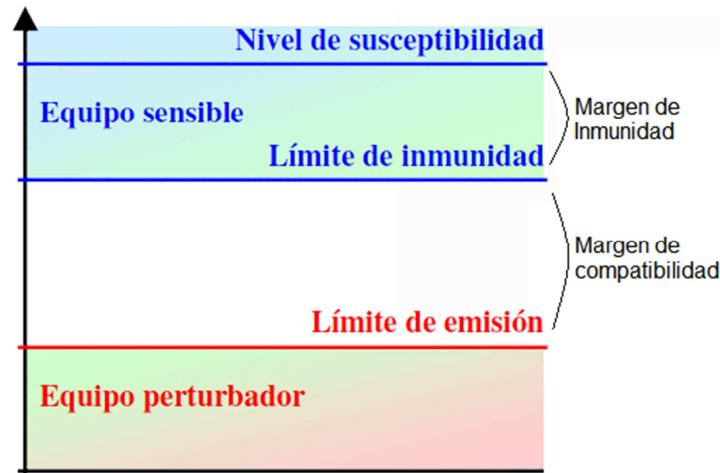 Nivel de susceptibilidad
Equipo sensible
Margen de
Inmunidad
Límite de inmunidad
Margen de
compatibilidad
Límite de emisión
Equipo perturbador